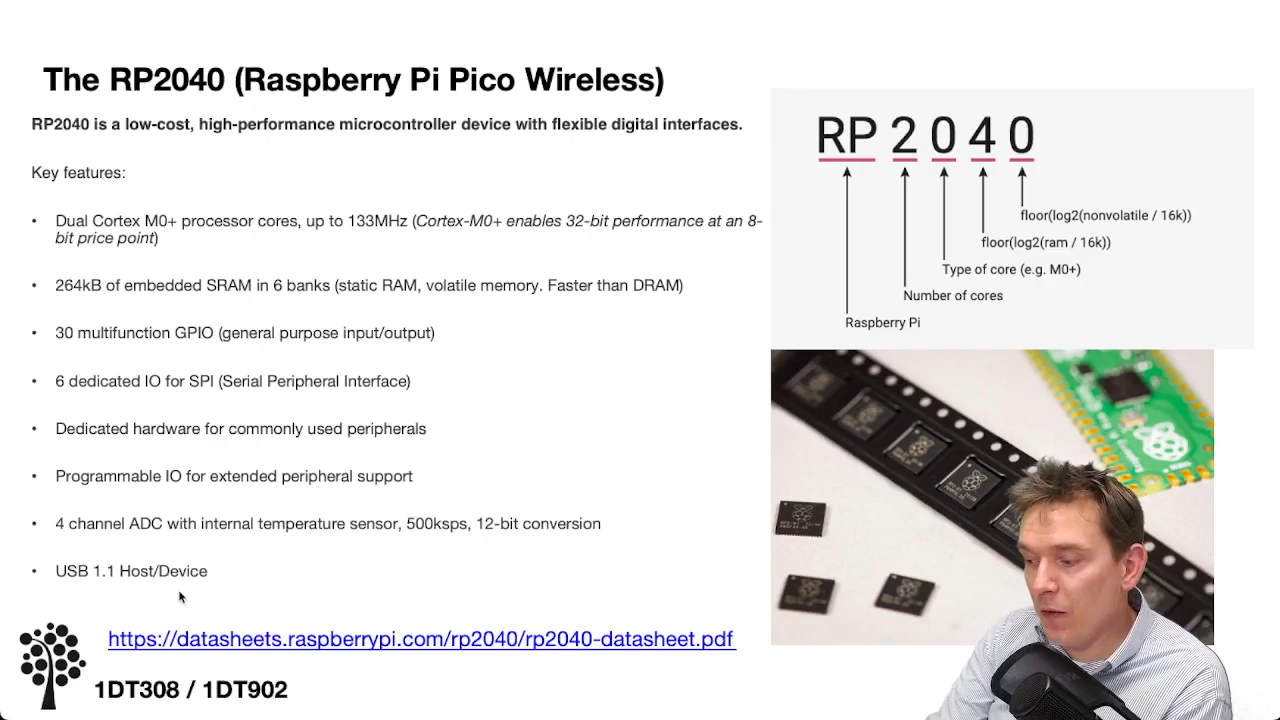 The RP2040 (Raspberry Pi Pico Wireless)
RP2040 is a low-cost, high-performance microcontroller device with flexible digital interfaces.
Key features:
• Dual Cortex M0+ processor cores, up to 133MHz (Cortex-M0+ enables 32-bit performance at an 8-
bit price point)
• 264kB of embedded SRAM in 6 banks (static RAM, volatile memory. Faster than DRAM)
• 30 multifunction GPIO (general purpose input/output)
• 6 dedicated IO for SPI (Serial Peripheral Interface)
• Dedicated hardware for commonly used peripherals
• Programmable IO for extended peripheral support
• 4 channel ADC with internal temperature sensor, 500ksps, 12-bit conversion
• USB 1.1 Host/Device
https://datasheets.raspberrypi.com/rp2040/rp2040-datasheet.pdf
1DT308 / 1DT902
RP 2 0 4 0
floor(log2(nonvolatile / 16k))
floor(log2(ram / 16k))
Type of core (e.g. M0+)
Number of cores
Raspberry Pi